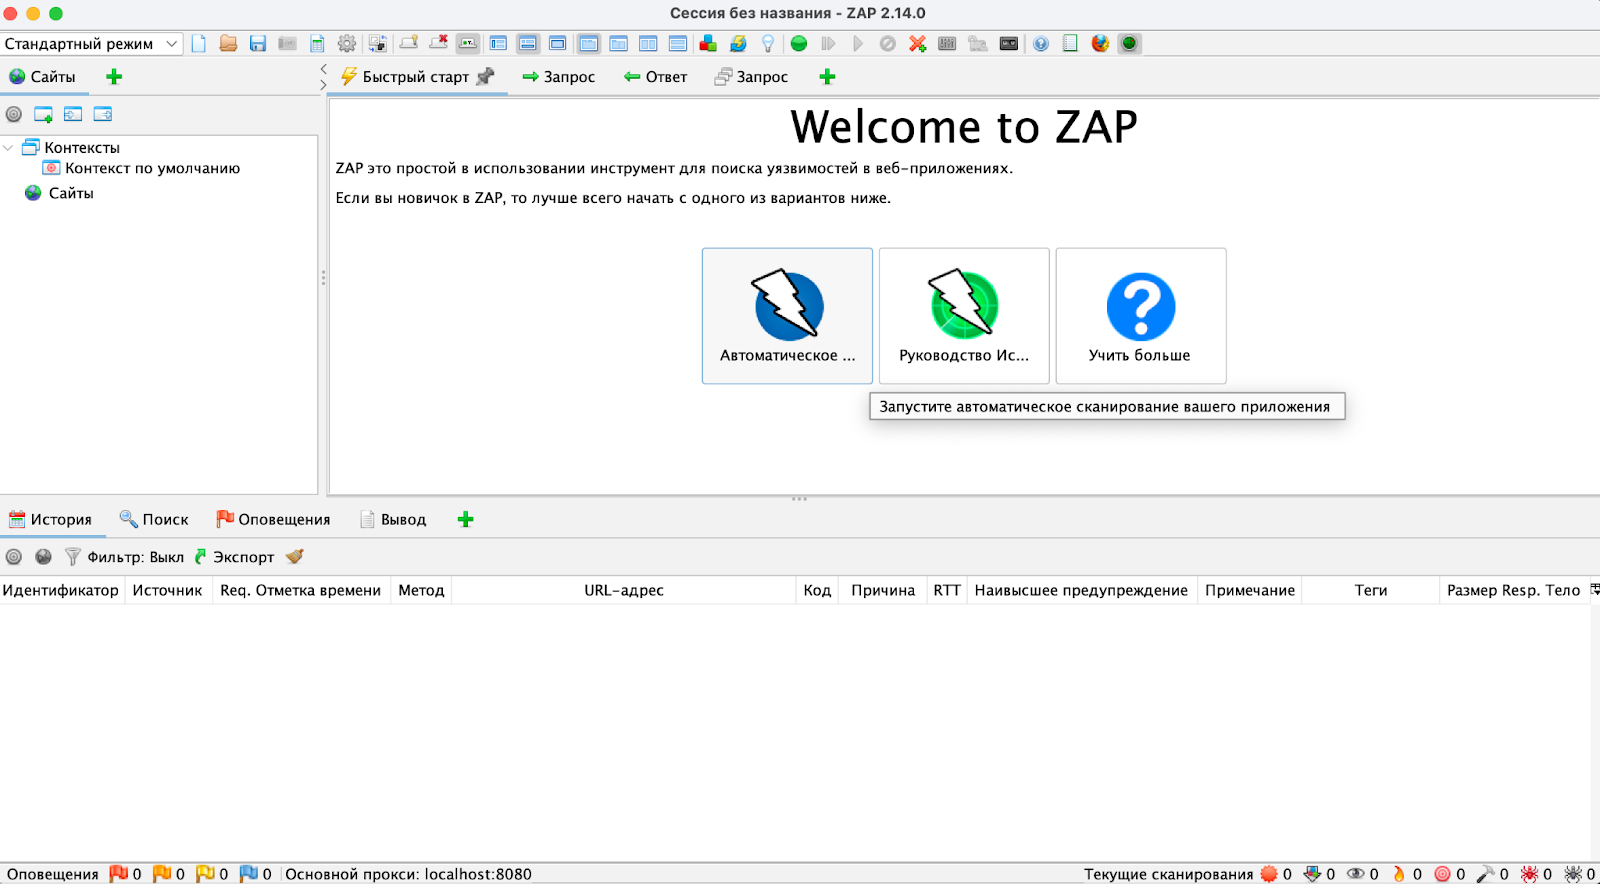 Сессия без названия - ZAP 2.14.0
Стандартный режим
Сайты
Быстрый старт
Запрос
Ответ
Запрос
Контексты
Контекст по умолчанию
Сайты
Welcome to ZAP
ZAP это простой в использовании инструмент для поиска уязвимостей в веб-приложениях.
Если вы новичок в ZAP, то лучше всего начать с одного из вариантов ниже.
Автоматическое ...
Руководство Ис...
Учить больше
Запустите автоматическое сканирование вашего приложения
История Поиск Оповещения Вывод
Фильтр: Выкл Экспорт
Идентификатор Источник Req. Отметка времени Метод URL-адрес Код Причина RTT Наивысшее предупреждение Примечание Теги Размер Resp. Тело
Оповещения 0 0 0 0 Основной прокси: localhost:8080 Текущие сканирования 0 0 0 0 0 0 0 0